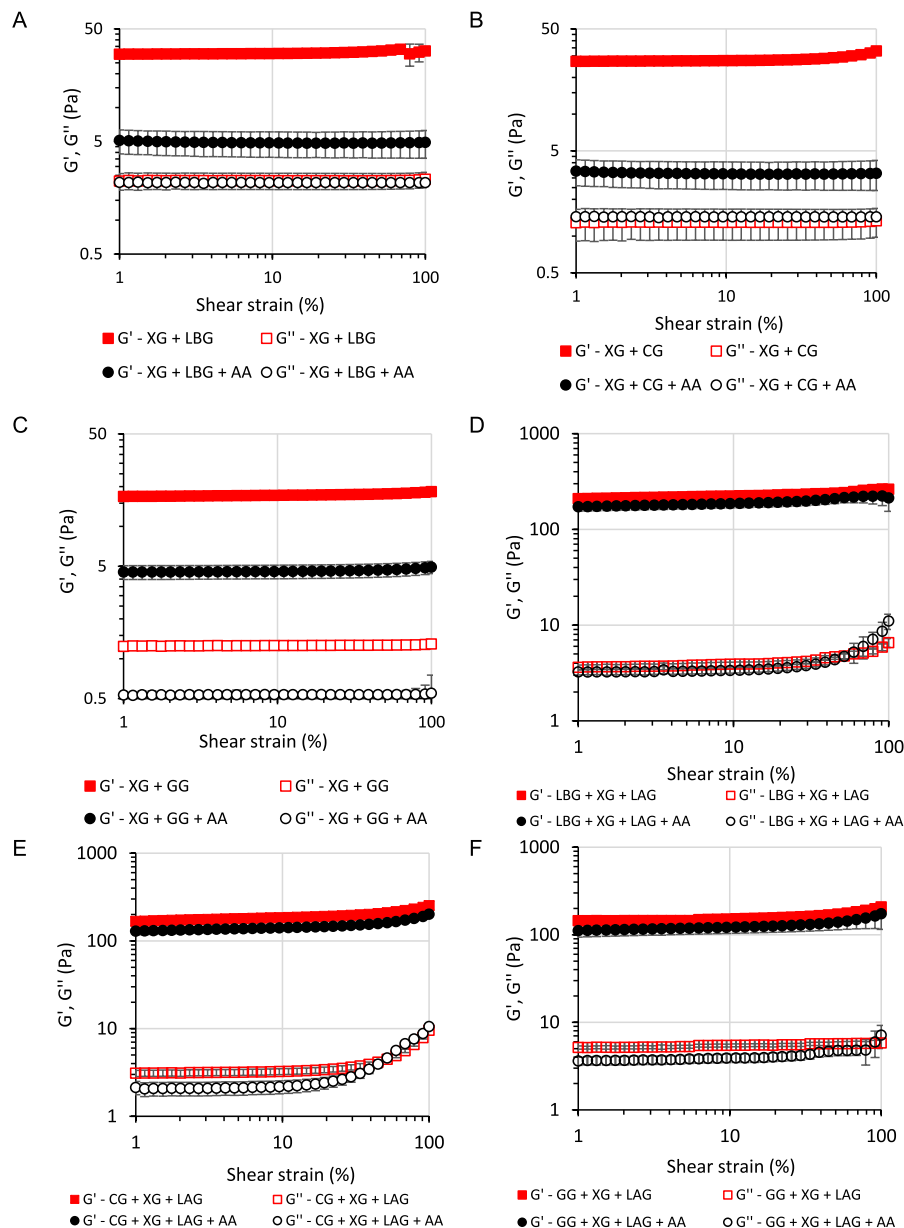 A
50
5
0.5
G', G'' (Pa)
1
10
100
Shear strain (%)
G' - XG + LBG
G'' - XG + LBG
G' - XG + LBG + AA
G'' - XG + LBG + AA
B
50
5
0.5
G', G'' (Pa)
1
10
100
Shear strain (%)
G' - XG + CG
G'' - XG + CG
G' - XG + CG + AA
G'' - XG + CG + AA
C
50
5
0.5
G', G'' (Pa)
1
10
100
Shear strain (%)
G' - XG + GG
G'' - XG + GG
G' - XG + GG + AA
G'' - XG + GG + AA
D
1000
100
10
1
G', G'' (Pa)
1
10
100
Shear strain (%)
G' - LBG + XG + LAG
G'' - LBG + XG + LAG
G' - LBG + XG + LAG + AA
G'' - LBG + XG + LAG + AA
E
1000
100
10
1
G', G'' (Pa)
1
10
100
Shear strain (%)
G' - CG + XG + LAG
G'' - CG + XG + LAG
G' - CG + XG + LAG + AA
G'' - CG + XG + LAG + AA
F
1000
100
10
1
G', G'' (Pa)
1
10
100
Shear strain (%)
G' - GG + XG + LAG
G'' - GG + XG + LAG
G' - GG + XG + LAG + AA
G'' - GG + XG + LAG + AA